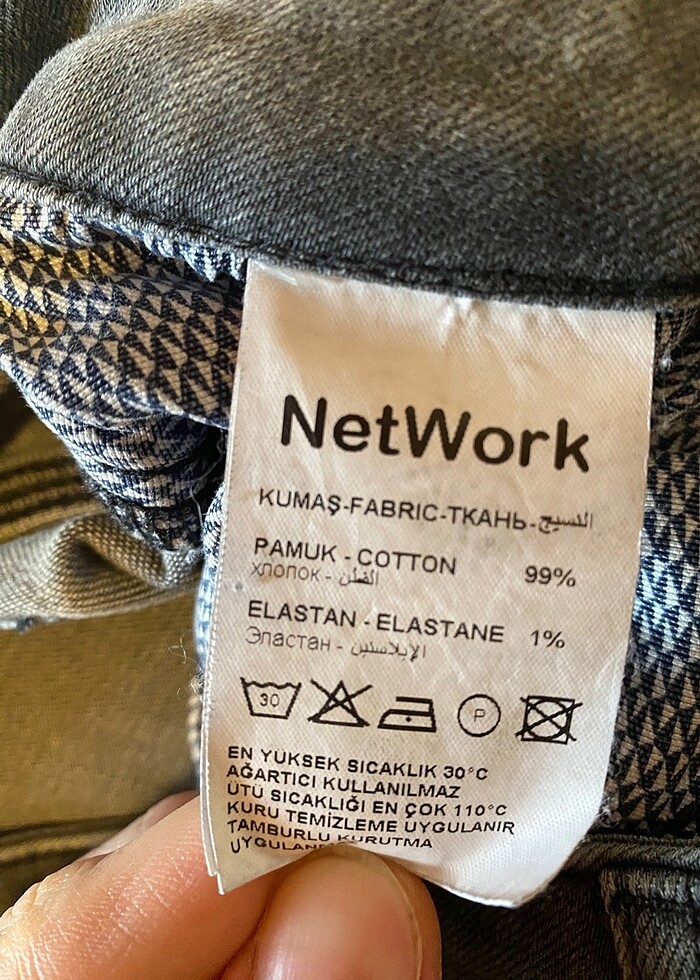 NetWork
KUMAŞ-FABRIC-ТКАНЬ-النسيج
PAMUK - COTTON 99%
ХЛОПОК - القطن
ELASTAN - ELASTANE 1%
Эластан - الإيلاستين
30 P
EN YÜKSEK SICAKLIK 30°C
AĞARTICI KULLANILMAZ
ÜTÜ SICAKLIĞI EN ÇOK 110°C
KURU TEMİZLEME UYGULANIR
TAMBURLU KURUTMA